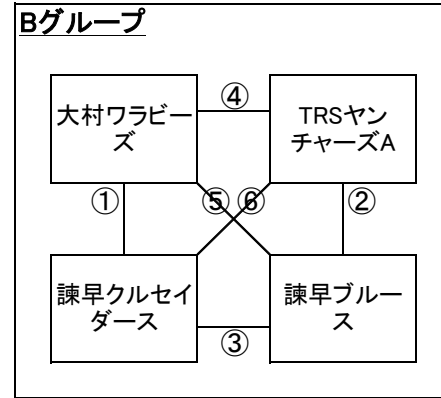 Bグループ
大村ワラビー
ズ
④
TRSヤン
チャーズA
①
⑤
⑥
②
諫早クルセイ
ダース
③
諫早ブルー
ス